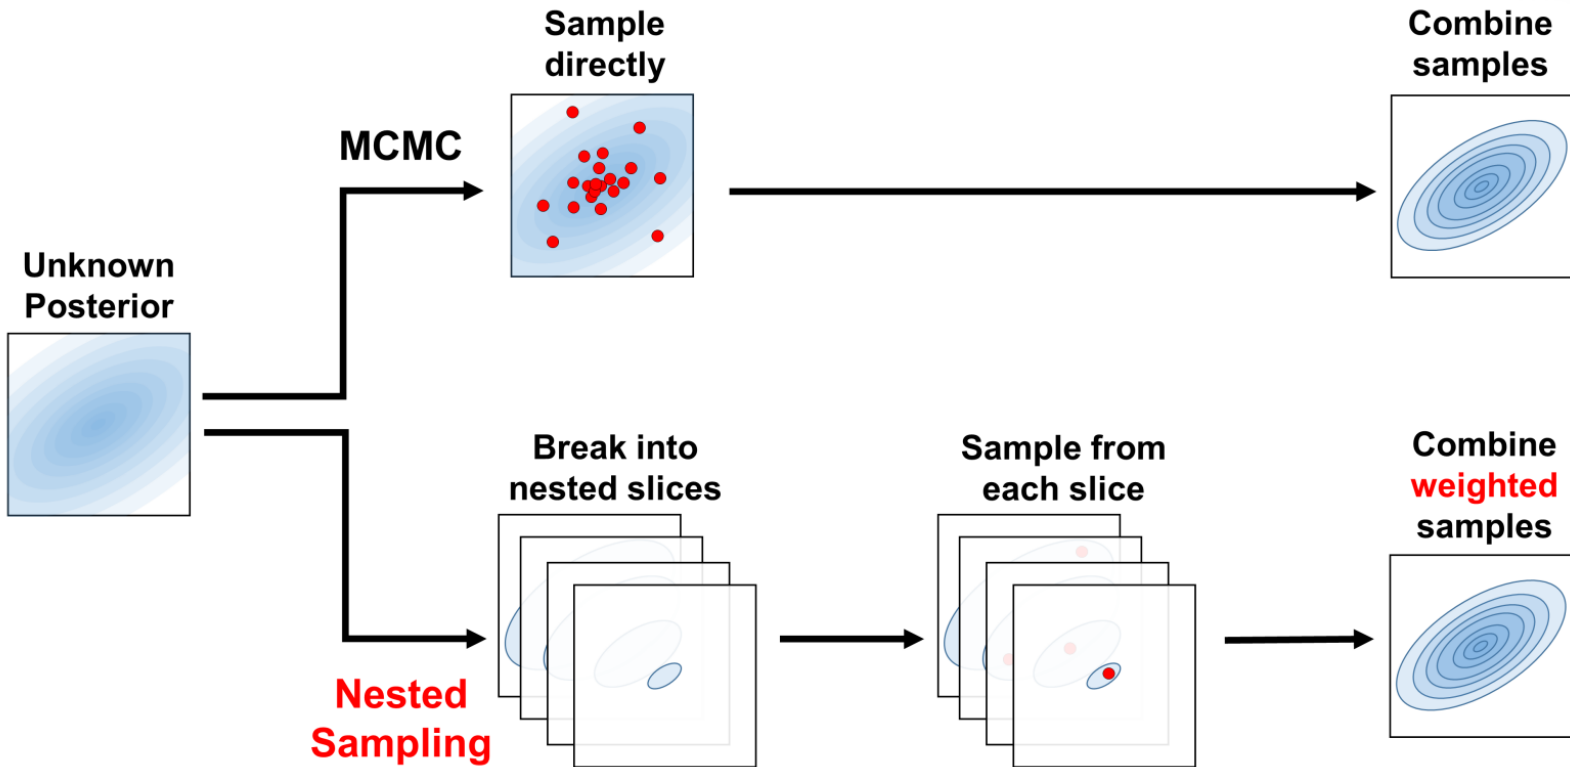 Sample
directly
Combine
samples
MCMC
Unknown
Posterior
Break into
nested slices
Sample from
each slice
Combine
weighted
samples
Nested
Sampling